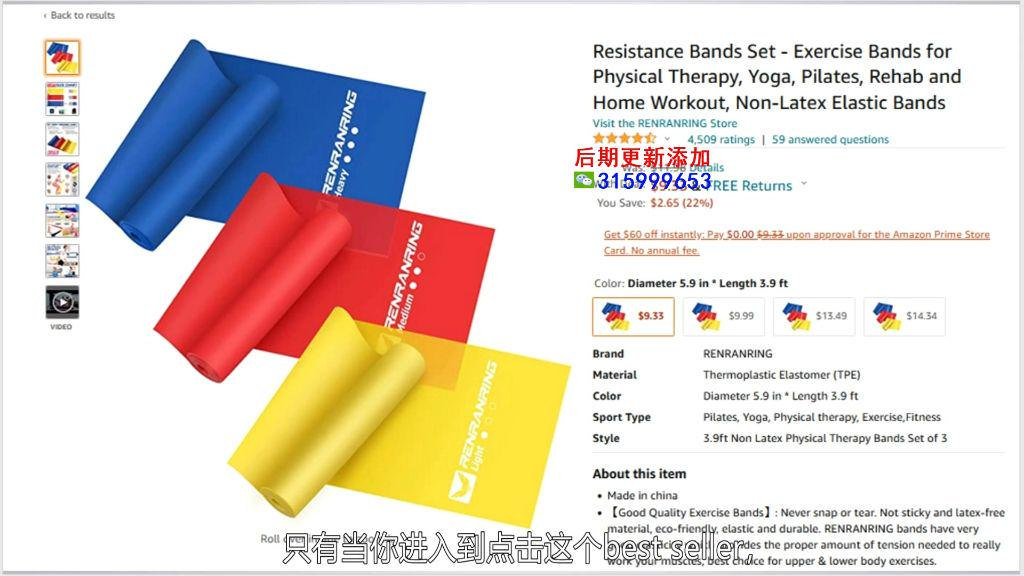 ‹ Back to results
Resistance Bands Set - Exercise Bands for
Physical Therapy, Yoga, Pilates, Rehab and
Home Workout, Non-Latex Elastic Bands
Visit the RENRANRING Store
4,509 ratings | 59 answered questions
后期更新添加
Was: $11.98 Details
315999653
$9.33 & FREE Returns
You Save: $2.65 (22%)
Get $60 off instantly: Pay $0.00 $9.33 upon approval for the Amazon Prime Store
Card. No annual fee.
Color: Diameter 5.9 in * Length 3.9 ft
$9.33 $9.99 $13.49 $14.34
Brand RENRANRING
Material Thermoplastic Elastomer (TPE)
Color Diameter 5.9 in * Length 3.9 ft
Sport Type Pilates, Yoga, Physical therapy, Exercise,Fitness
Style 3.9ft Non Latex Physical Therapy Bands Set of 3
About this item
• Made in china
• 【Good Quality Exercise Bands】: Never snap or tear. Not sticky and latex-free
material, eco-friendly, elastic and durable. RENRANRING bands have very
the proper amount of tension needed to really
work your muscles, best choice for upper & lower body exercises.
VIDEO
RENRANRING
Heavy
RENRANRING
Medium
RENRANRING
Light
Roll over
只有当你进入到点击这个best seller,